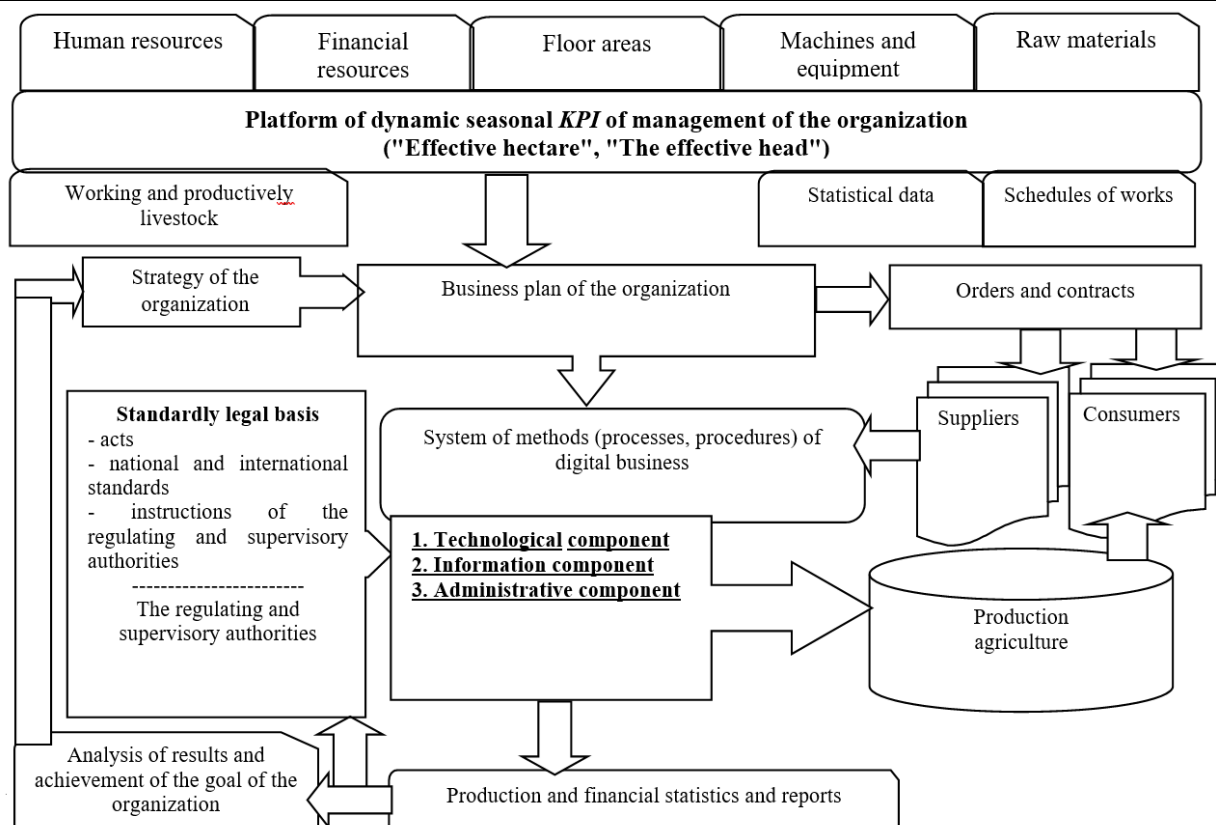 Human resources
Financial
resources
Floor areas
Machines and
equipment
Raw materials
Platform of dynamic seasonal KPI of management of the organization
("Effective hectare", "The effective head")
Working and productively
livestock
Statistical data
Schedules of works
Strategy of the
organization
Business plan of the organization
Orders and contracts
Standardly legal basis
- acts
- national and international
standards
- instructions of the
regulating and supervisory
authorities
------------------------
The regulating and
supervisory authorities
System of methods (processes, procedures) of
digital business
Suppliers
Consumers
1. Technological component
2. Information component
3. Administrative component
Production
agriculture
Analysis of results and
achievement of the goal of the
organization
Production and financial statistics and reports